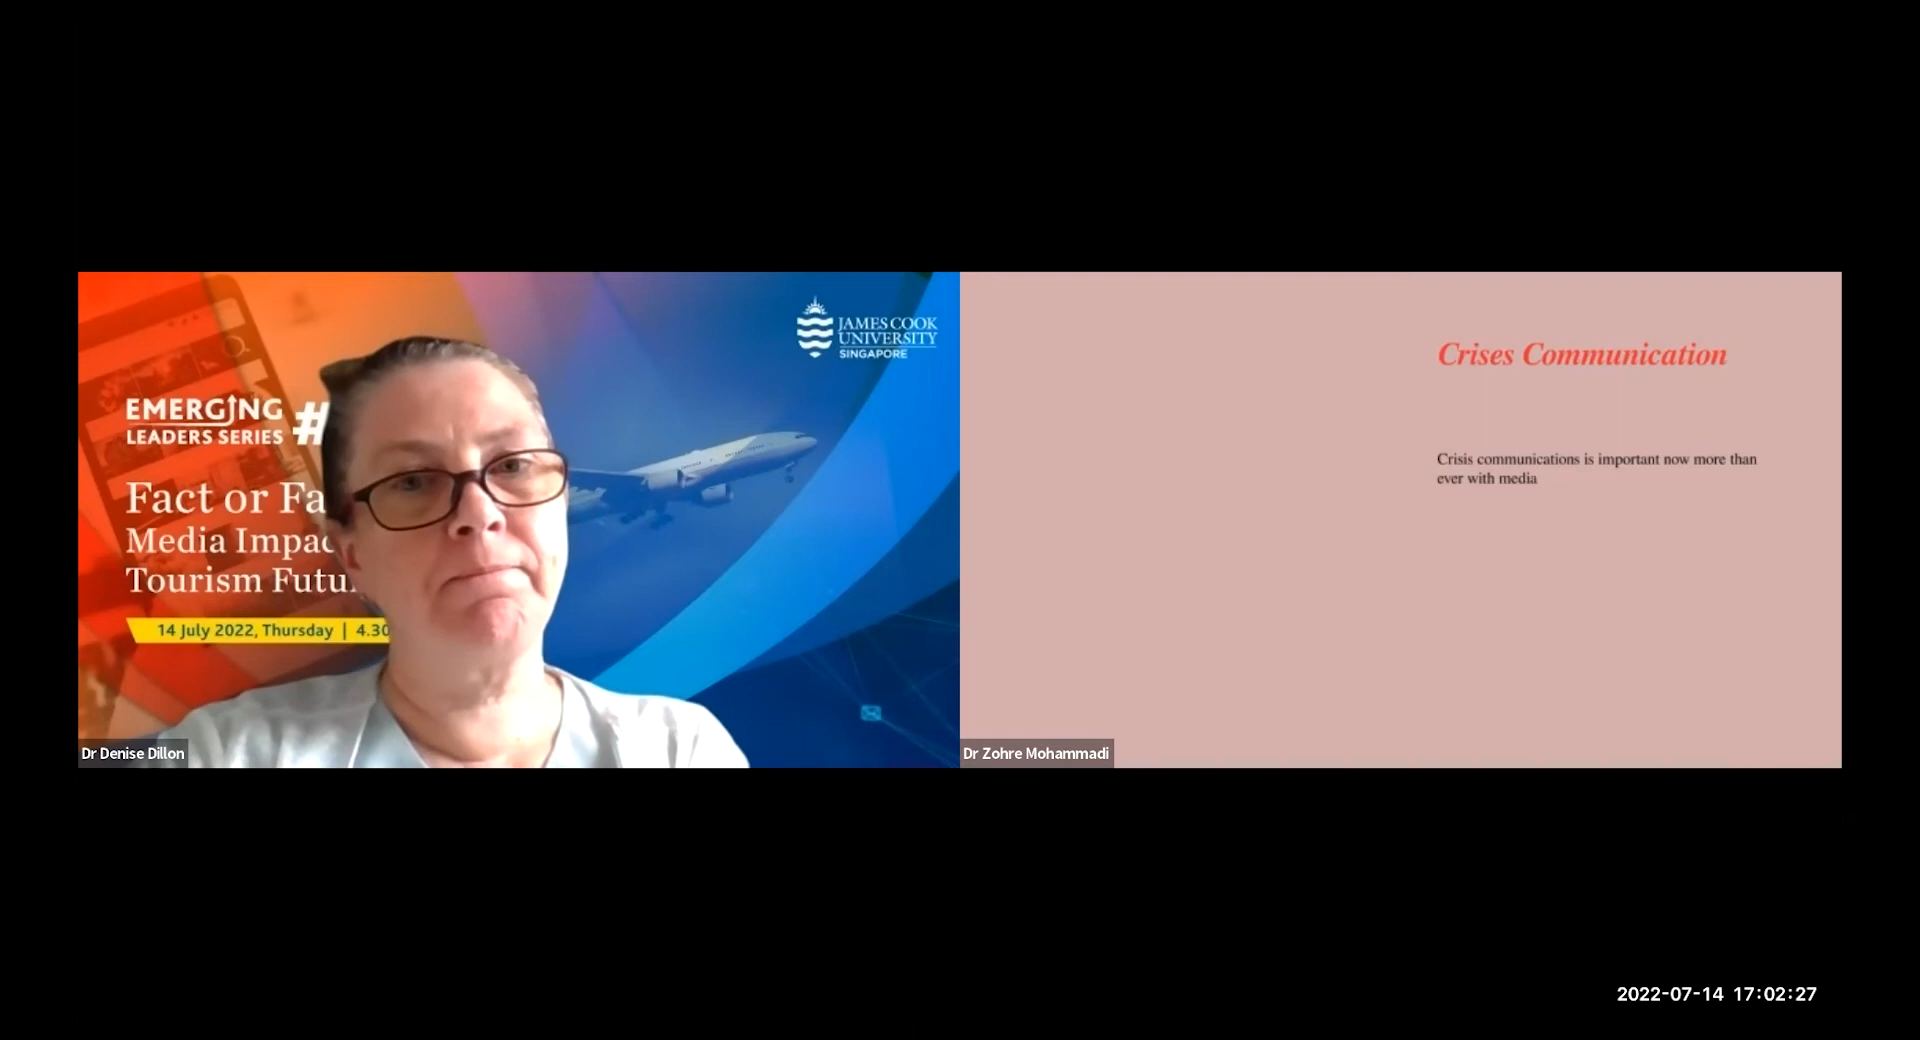 JAMES COOK
UNIVERSITY
SINGAPORE
EMERGING
LEADERS SERIES #
Fact or Fa
Media Impac
Tourism Futu
14 July 2022, Thursday | 4.30
Dr Denise Dillon
Crises Communication
Crisis communications is important now more than
ever with media
Dr Zohre Mohammadi
2022-07-14 17:02:27